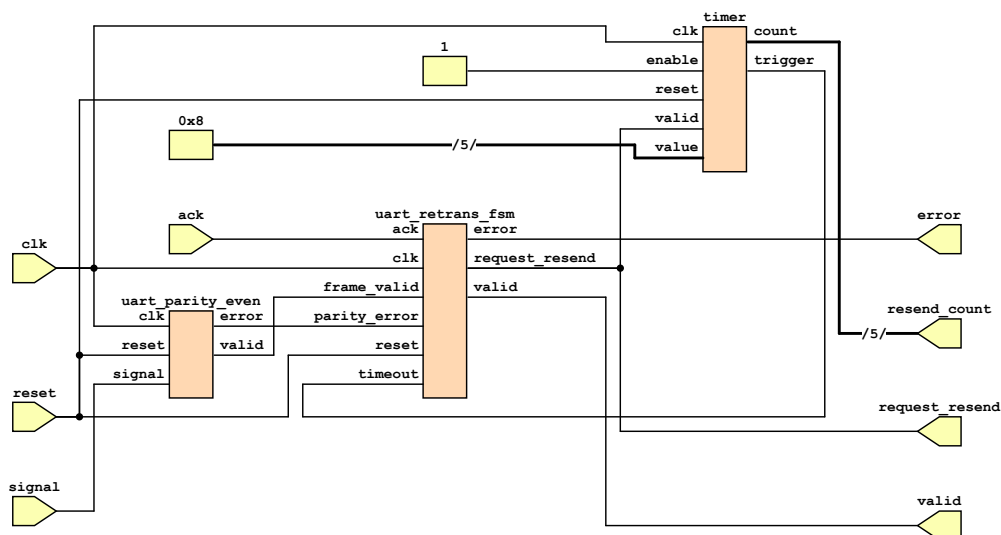 timer
clk
count
1
enable
trigger
reset
0x8
valid
/5/
value
ack
uart_retrans_fsm
error
ack
error
clk
clk
request_resend
uart_parity_even
frame_valid
valid
resend_count
clk
error
parity_error
/5/
reset
valid
reset
signal
timeout
reset
request_resend
signal
valid